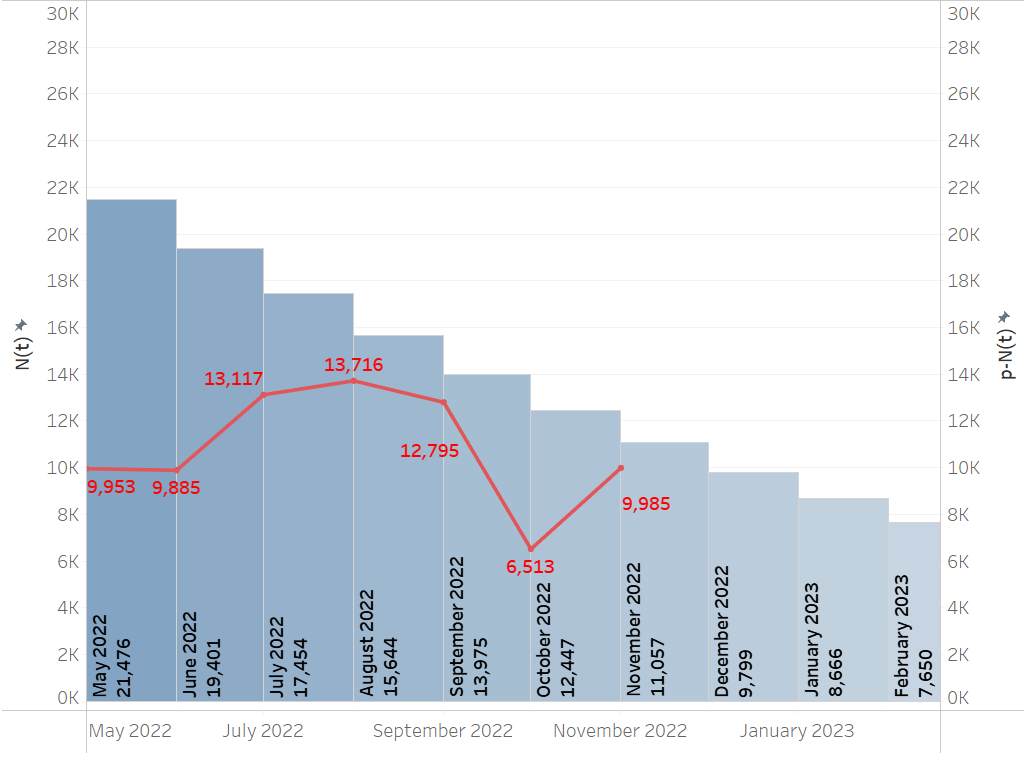 30K
28K
26K
24K
22K
20K
18K
16K
14K
12K
10K
8K
6K
4K
2K
0K
N(t)
30K
28K
26K
24K
22K
20K
18K
16K
14K
12K
10K
8K
6K
4K
2K
0K
p-N(t)
9,953
9,885
13,117
13,716
12,795
6,513
9,985
May 2022
21,476
June 2022
19,401
July 2022
17,454
August 2022
15,644
September 2022
13,975
October 2022
12,447
November 2022
11,057
December 2022
9,799
January 2023
8,666
February 2023
7,650
May 2022
July 2022
September 2022
November 2022
January 2023